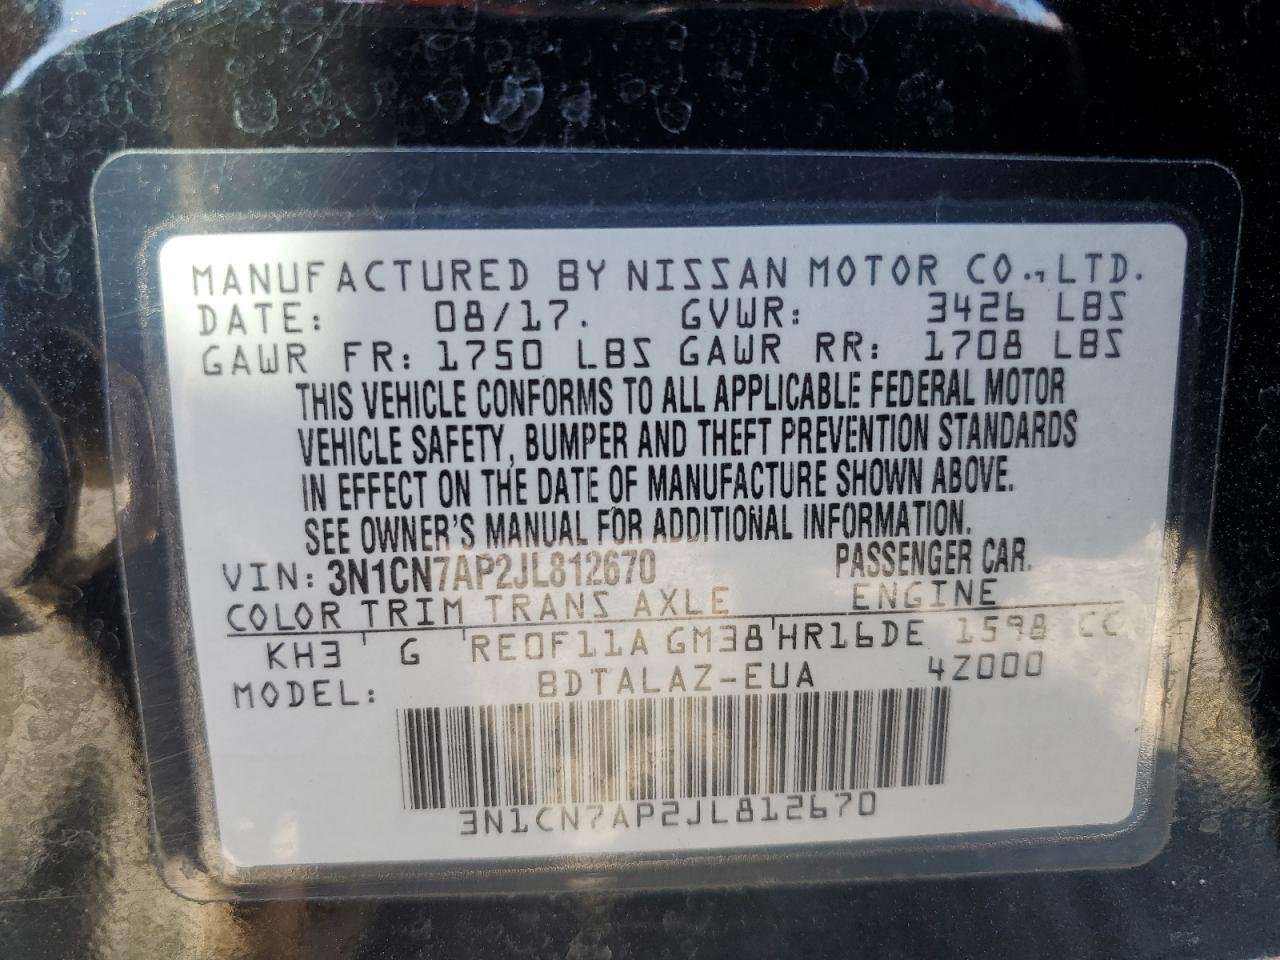 MANUFACTURED BY NISSAN MOTOR CO., LTD.
DATE: 08/17. GVWR: 3426 LBS
GAWR FR: 1750 LBS GAWR RR: 1708 LBS
THIS VEHICLE CONFORMS TO ALL APPLICABLE FEDERAL MOTOR
VEHICLE SAFETY, BUMPER AND THEFT PREVENTION STANDARDS
IN EFFECT ON THE DATE OF MANUFACTURE SHOWN ABOVE.
SEE OWNER'S MANUAL FOR ADDITIONAL INFORMATION.
VIN: 3N1CN7AP2JL812670 PASSENGER CAR.
COLOR TRIM TRANS AXLE ENGINE
KH3 G RE0F11A GM38 HR16DE 1598 CC
MODEL: BDTALAZ-EUA 4Z000
3N1CN7AP2JL812670